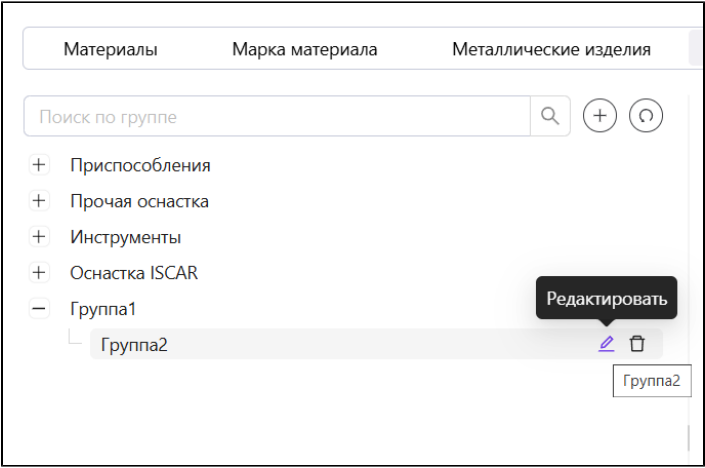 Материалы Марка материала Металлические изделия
Поиск по группе
Приспособления
Прочая оснастка
Инструменты
Оснастка ISCAR
Редактировать
Группа1
Группа2
Группа2